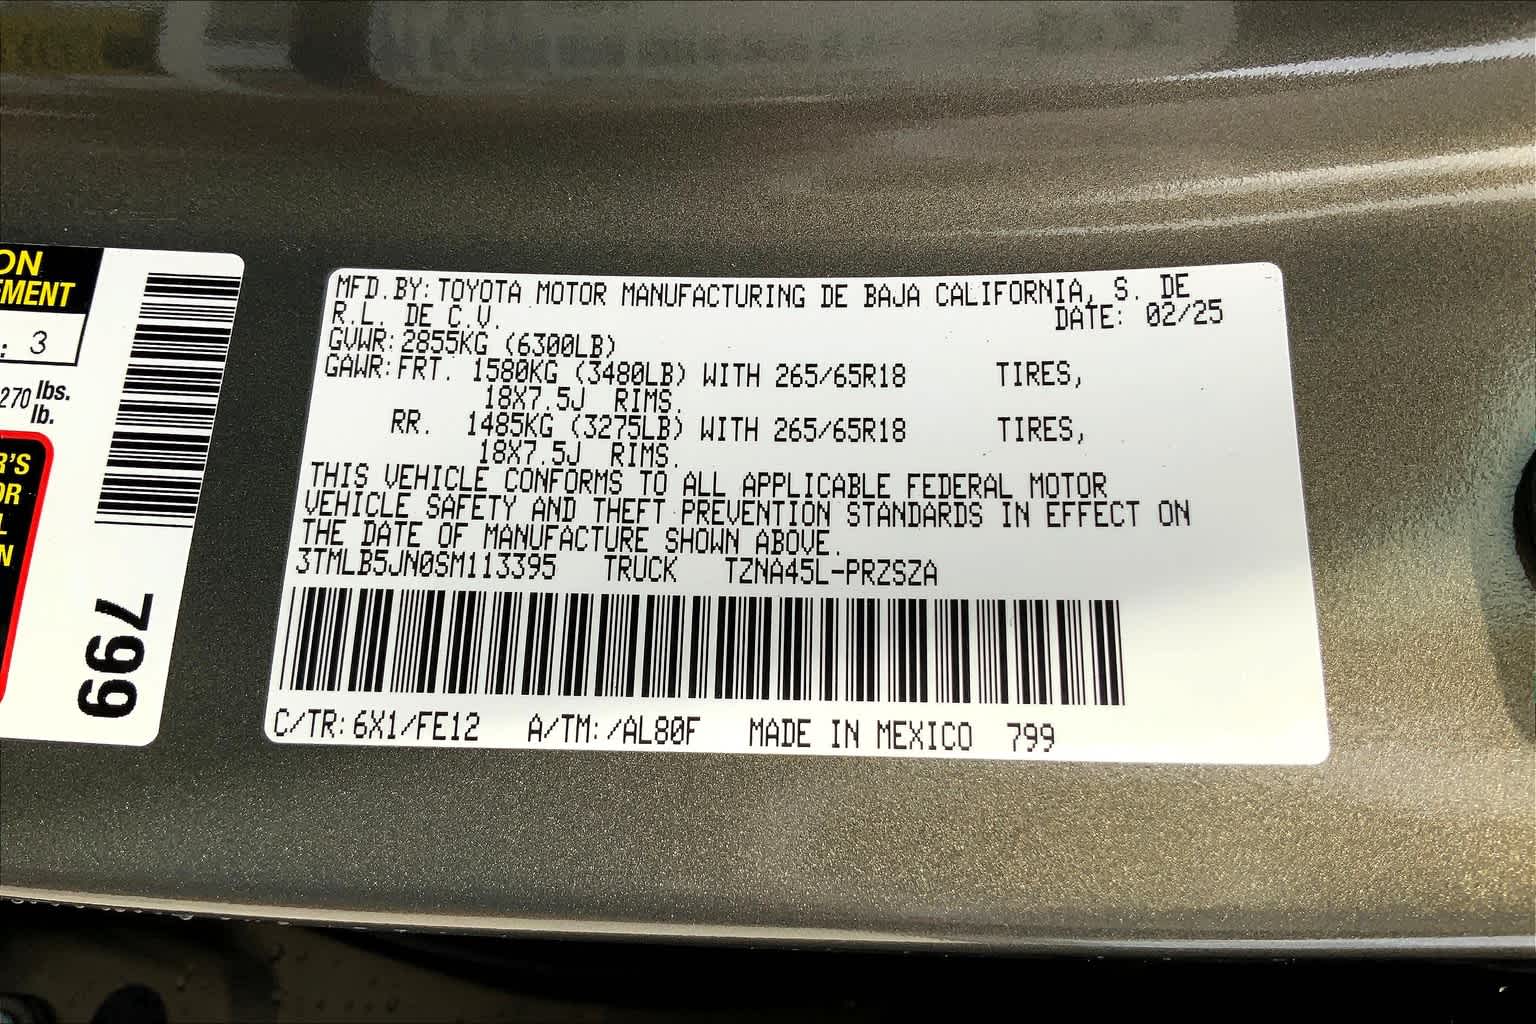 ON
EMENT
: 3
270 lbs.
lb.
R'S
OR
L
N
799
MFD.BY:TOYOTA MOTOR MANUFACTURING DE BAJA CALIFORNIA, S. DE
R.L. DE C.V. DATE: 02/25
GVWR:2855KG (6300LB)
GAWR:FRT. 1580KG (3480LB) WITH 265/65R18 TIRES,
18X7.5J RIMS.
RR. 1485KG (3275LB) WITH 265/65R18 TIRES,
18X7.5J RIMS.
THIS VEHICLE CONFORMS TO ALL APPLICABLE FEDERAL MOTOR
VEHICLE SAFETY AND THEFT PREVENTION STANDARDS IN EFFECT ON
THE DATE OF MANUFACTURE SHOWN ABOVE.
3TMLB5JN0SM113395 TRUCK TZNA45L-PRZSZA
C/TR:6X1/FE12 A/TM:/AL80F MADE IN MEXICO 799